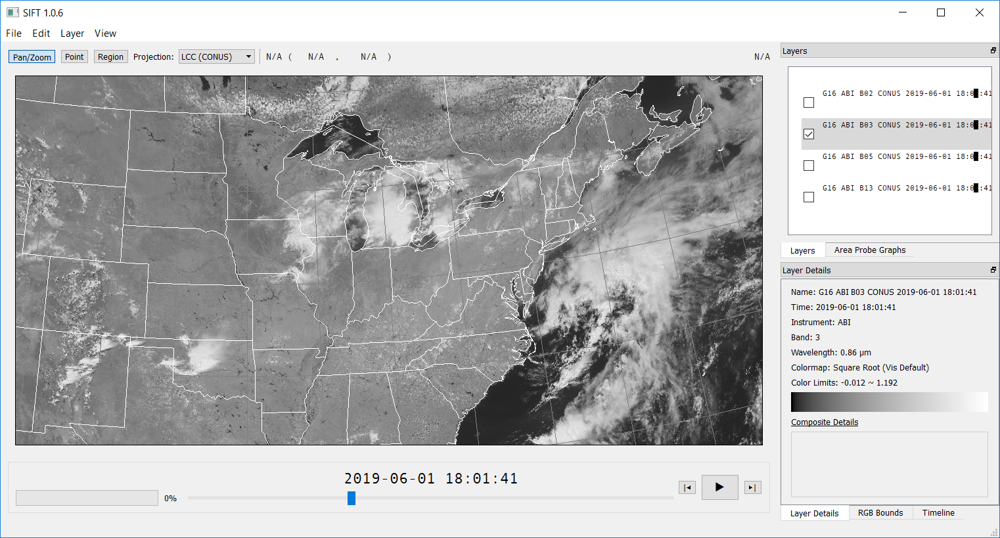 SIFT 1.0.6
File Edit Layer View
Pan/Zoom Point Region Projection: LCC (CONUS) N/A ( N/A , N/A ) N/A
Layers
G16 ABI B02 CONUS 2019-06-01 18:0 :41
G16 ABI B03 CONUS 2019-06-01 18:0 :41
G16 ABI B05 CONUS 2019-06-01 18:0 :41
G16 ABI B13 CONUS 2019-06-01 18:0 :41
Layers Area Probe Graphs
Layer Details
Name: G16 ABI B03 CONUS 2019-06-01 18:01:41
Time: 2019-06-01 18:01:41
Instrument: ABI
Band: 3
Wavelength: 0.86 µm
Colormap: Square Root (Vis Default)
Color Limits: -0.012 ~ 1.192
Composite Details
Layer Details RGB Bounds Timeline
2019-06-01 18:01:41
0%